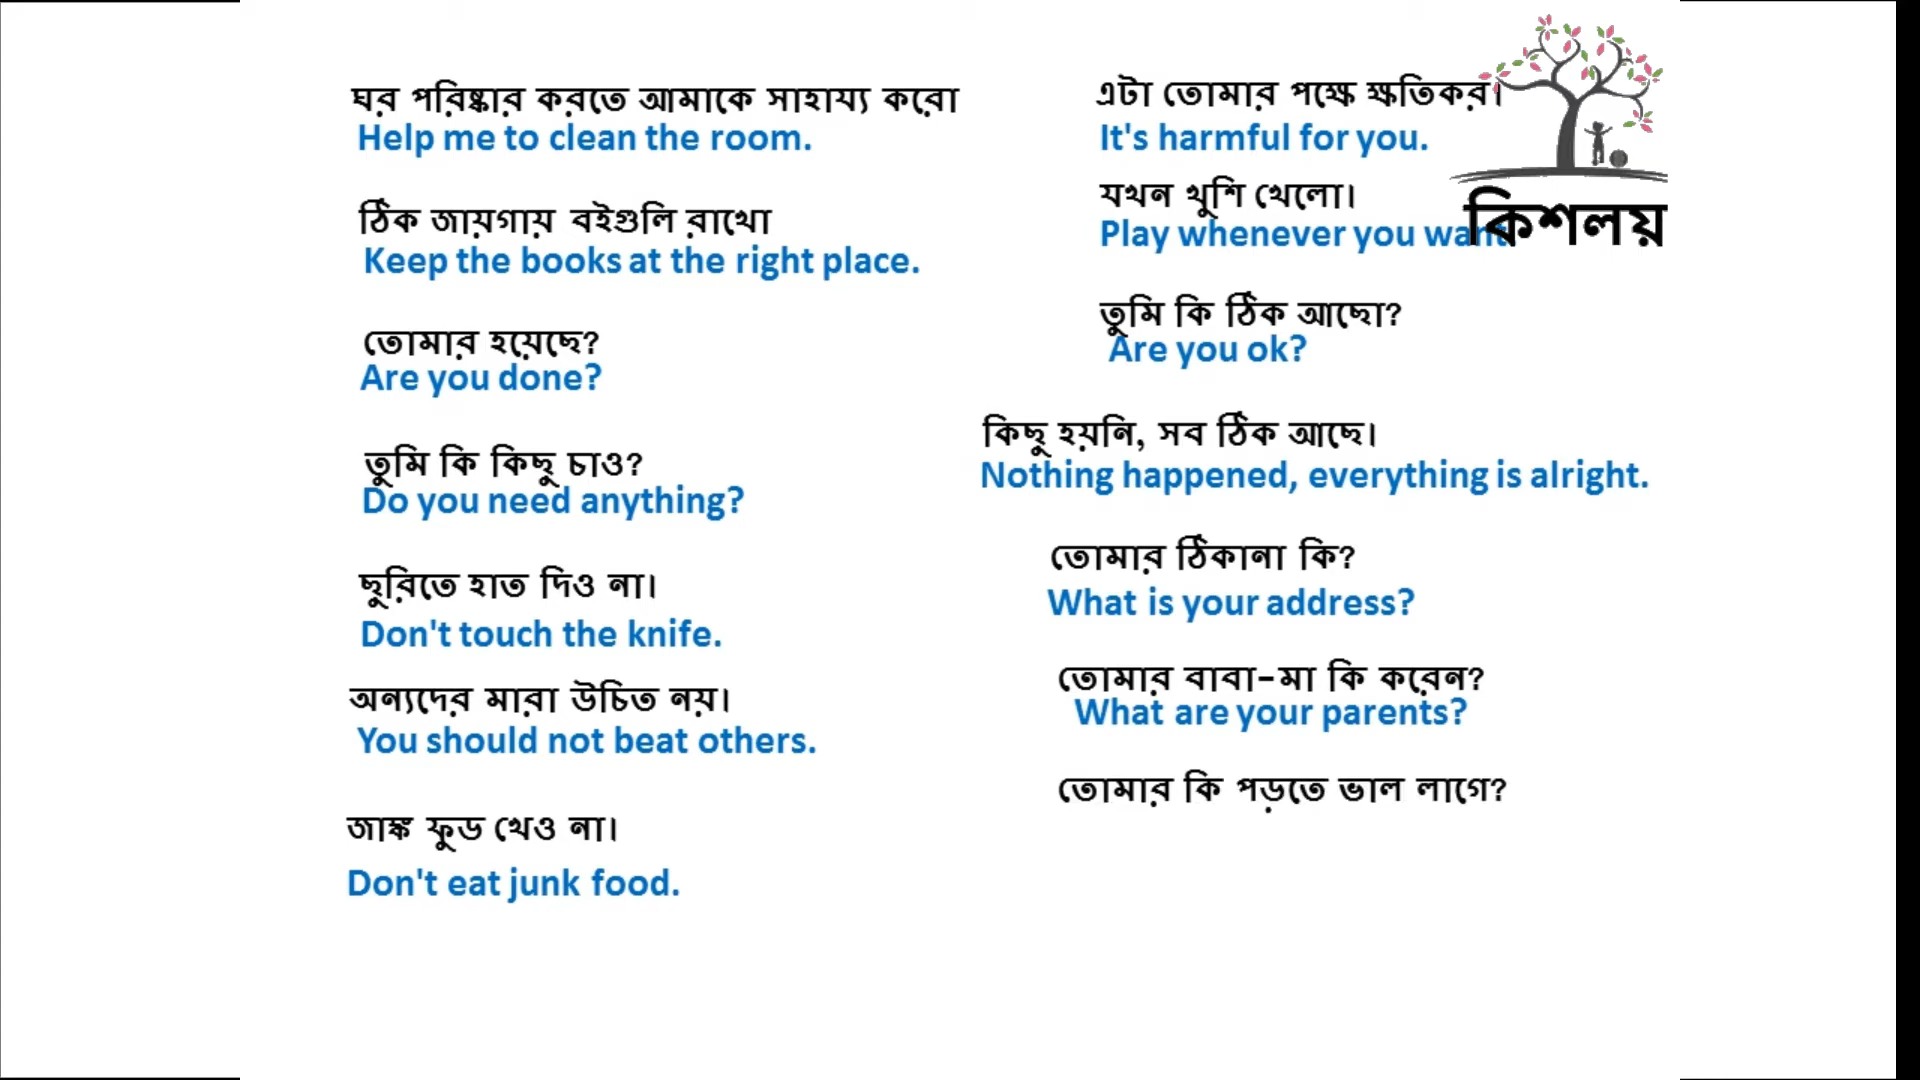 ঘর পরিষ্কার করতে আমাকে সাহায্য করো
Help me to clean the room.
ঠিক জায়গায় বইগুলি রাখো
Keep the books at the right place.
তোমার হয়েছে?
Are you done?
তুমি কি কিছু চাও?
Do you need anything?
ছুরিতে হাত দিও না।
Don't touch the knife.
অন্যদের মারা উচিত নয়।
You should not beat others.
জাঙ্ক ফুড খেও না।
Don't eat junk food.
এটা তোমার পক্ষে ক্ষতিকর।
It's harmful for you.
যখন খুশি খেলো।
Play whenever you want
তুমি কি ঠিক আছো?
Are you ok?
কিছু হয়নি, সব ঠিক আছে।
Nothing happened, everything is alright.
তোমার ঠিকানা কি?
What is your address?
তোমার বাবা-মা কি করেন?
What are your parents?
তোমার কি পড়তে ভাল লাগে?
কিশলয়